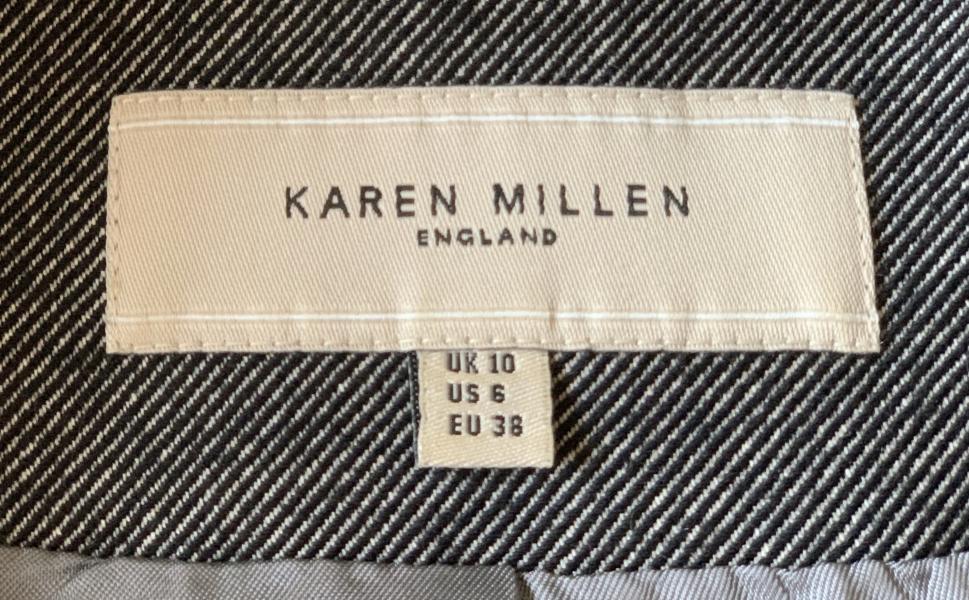 KAREN MILLEN
ENGLAND
UK 10
US 6
EU 38